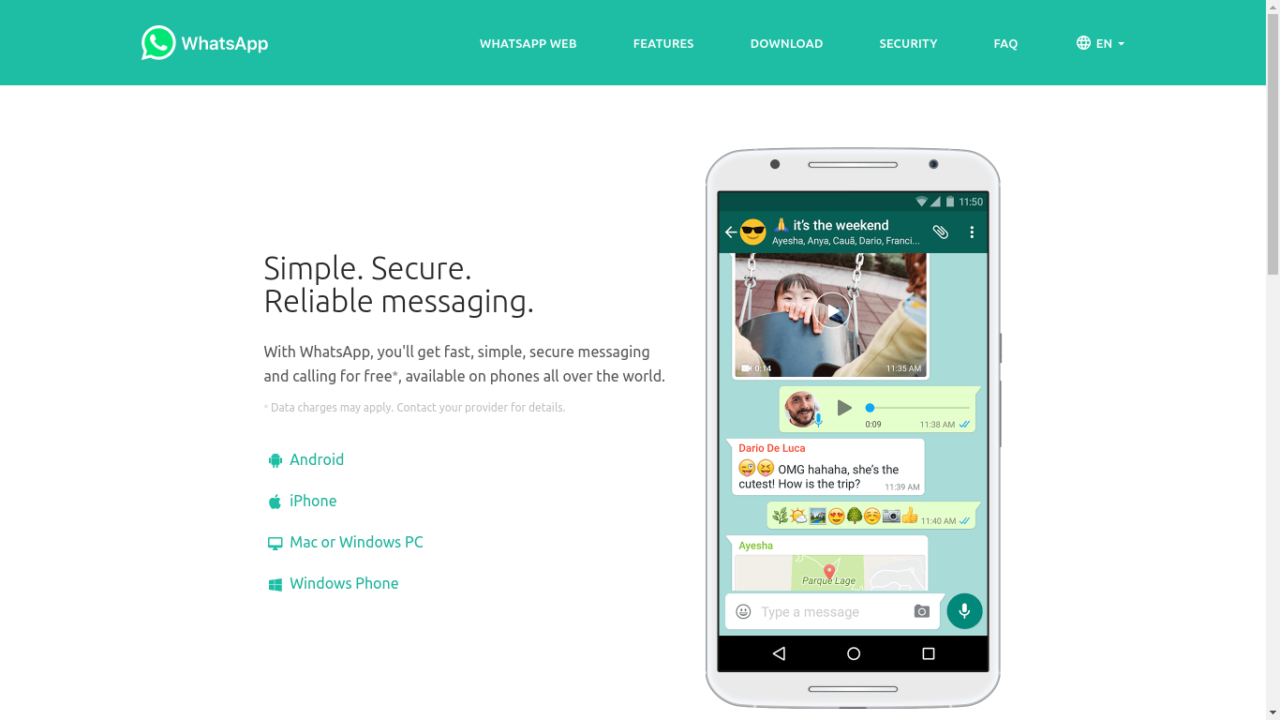 WhatsApp
WHATSAPP WEB
FEATURES
DOWNLOAD
SECURITY
FAQ
EN
Simple. Secure.
Reliable messaging.
With WhatsApp, you'll get fast, simple, secure messaging
and calling for free*, available on phones all over the world.
* Data charges may apply. Contact your provider for details.
Android
iPhone
Mac or Windows PC
Windows Phone
11:50
🙏 it's the weekend
Ayesha, Anya, Cauã, Dario, Franci...
0:14
11:35 AM
0:09
11:38 AM
Dario De Luca
😜😝 OMG hahaha, she's the
cutest! How is the trip?
11:39 AM
11:40 AM
Ayesha
Parque Lage
Type a message